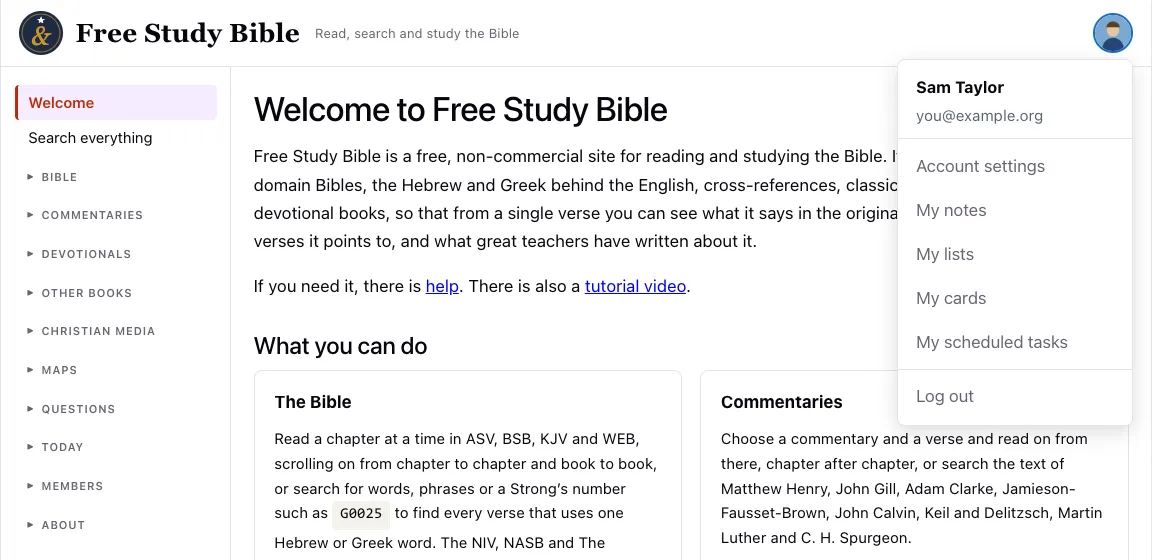 &
Free Study Bible
Read, search and study the Bible
Sam Taylor
you@example.org
Account settings
My notes
My lists
My cards
My scheduled tasks
Log out
Welcome
Search everything
BIBLE
COMMENTARIES
DEVOTIONALS
OTHER BOOKS
CHRISTIAN MEDIA
MAPS
QUESTIONS
TODAY
MEMBERS
ABOUT
Welcome to Free Study Bible
Free Study Bible is a free, non-commercial site for reading and studying the Bible.
domain Bibles, the Hebrew and Greek behind the English, cross-references,
devotional books, so that from a single verse you can see what it says in the
verses it points to, and what great teachers have written about it.
If you need it, there is help. There is also a tutorial video.
What you can do
The Bible
Read a chapter at a time in ASV, BSB, KJV and WEB,
scrolling on from chapter to chapter and book to book,
or search for words, phrases or a Strong's number
such as G0025 to find every verse that uses one
Hebrew or Greek word. The NIV, NASB and The
Commentaries
Choose a commentary and a verse and read on from
there, chapter after chapter, or search the text of
Matthew Henry, John Gill, Adam Clarke, Jamieson-
Fausset-Brown, John Calvin, Keil and Delitzsch, Martin
Luther and C. H. Spurgeon.